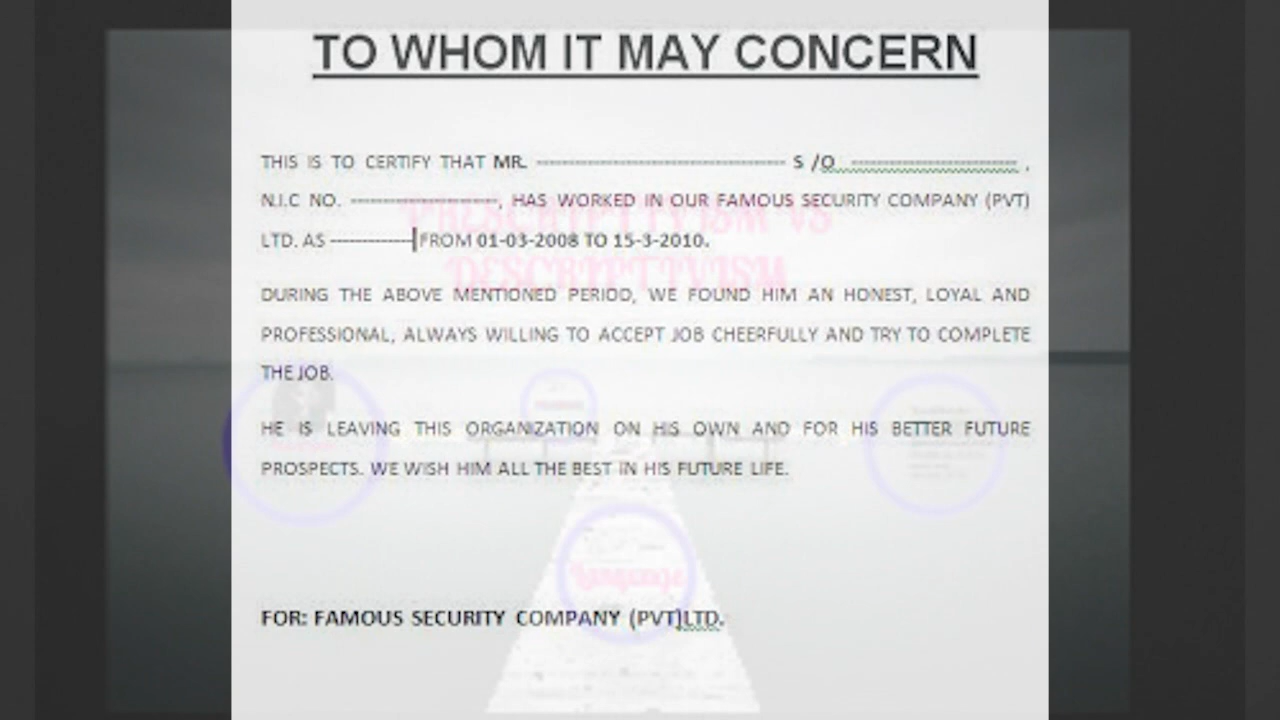 TO WHOM IT MAY CONCERN
THIS IS TO CERTIFY THAT MR. ------------------------------------ S /O ------------------------ ,
N.I.C NO. ----------------------, HAS WORKED IN OUR FAMOUS SECURITY COMPANY (PVT)
PRESCRIPTIVISM VS
LTD. AS ------------ FROM 01-03-2008 TO 15-3-2010.
DESCRIPTIVISM
DURING THE ABOVE MENTIONED PERIOD, WE FOUND HIM AN HONEST, LOYAL AND
PROFESSIONAL, ALWAYS WILLING TO ACCEPT JOB CHEERFULLY AND TRY TO COMPLETE
THE JOB.
HE IS LEAVING THIS ORGANIZATION ON HIS OWN AND FOR HIS BETTER FUTURE
PROSPECTS. WE WISH HIM ALL THE BEST IN HIS FUTURE LIFE.
Language
FOR: FAMOUS SECURITY COMPANY (PVT)LTD.